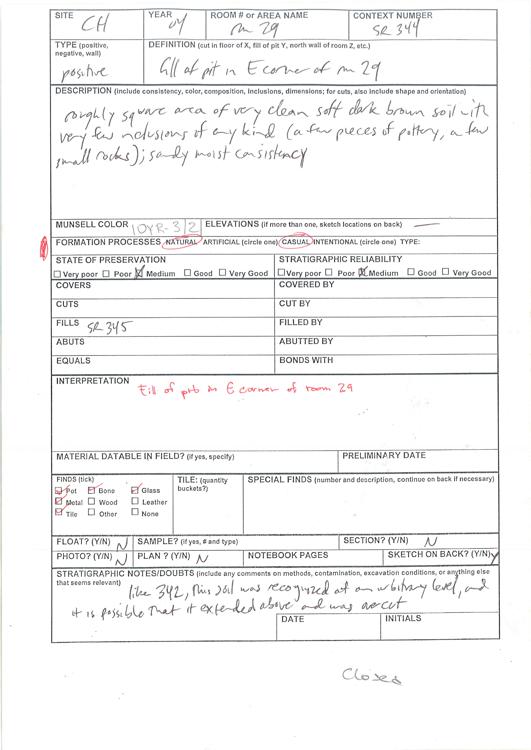 SITE CH YEAR 04 ROOM # OR AREA NAME rm 29 CONTEXT NUMBER SR 344
TYPE (positive, negative, wall) positive DEFINITION (cut in floor of X, fill of pit Y, north wall of room Z, etc.) fill of pit in E corner of rm 29
DESCRIPTION (include consistency, color, composition, inclusions, dimensions; for cuts, also include shape and orientation)
roughly square area of very clean soft dark brown soil with
very few inclusions of any kind (a few pieces of pottery, a few
small rocks); sandy moist consistency
MUNSELL COLOR 10YR-3/2 ELEVATIONS (if more than one, sketch locations on back) —
FORMATION PROCESSES NATURAL ARTIFICIAL (circle one) CASUAL INTENTIONAL (circle one) TYPE:
STATE OF PRESERVATION STRATIGRAPHIC RELIABILITY
Very poor Poor Medium Good Very Good Very poor Poor Medium Good Very Good
COVERS COVERED BY
CUTS CUT BY
FILLS SR 345 FILLED BY
ABUTS ABUTTED BY
EQUALS BONDS WITH
INTERPRETATION
Fill of pit in E corner of room 29
MATERIAL DATABLE IN FIELD? (if yes, specify) PRELIMINARY DATE
FINDS (tick) TILE: (quantity buckets?) SPECIAL FINDS (number and description, continue on back if necessary)
Pot Bone Glass
Metal Wood Leather
Tile Other None
FLOAT? (Y/N) N SAMPLE? (if yes, # and type) SECTION? (Y/N) N
PHOTO? (Y/N) N PLAN ? (Y/N) N NOTEBOOK PAGES SKETCH ON BACK? (Y/N) Y
STRATIGRAPHIC NOTES/DOUBTS (include any comments on methods, contamination, excavation conditions, or anything else
that seems relevant) like 342, this soil was recognized at an arbitrary level, and
it is possible that it extended above and was overcut
DATE INITIALS
Closed